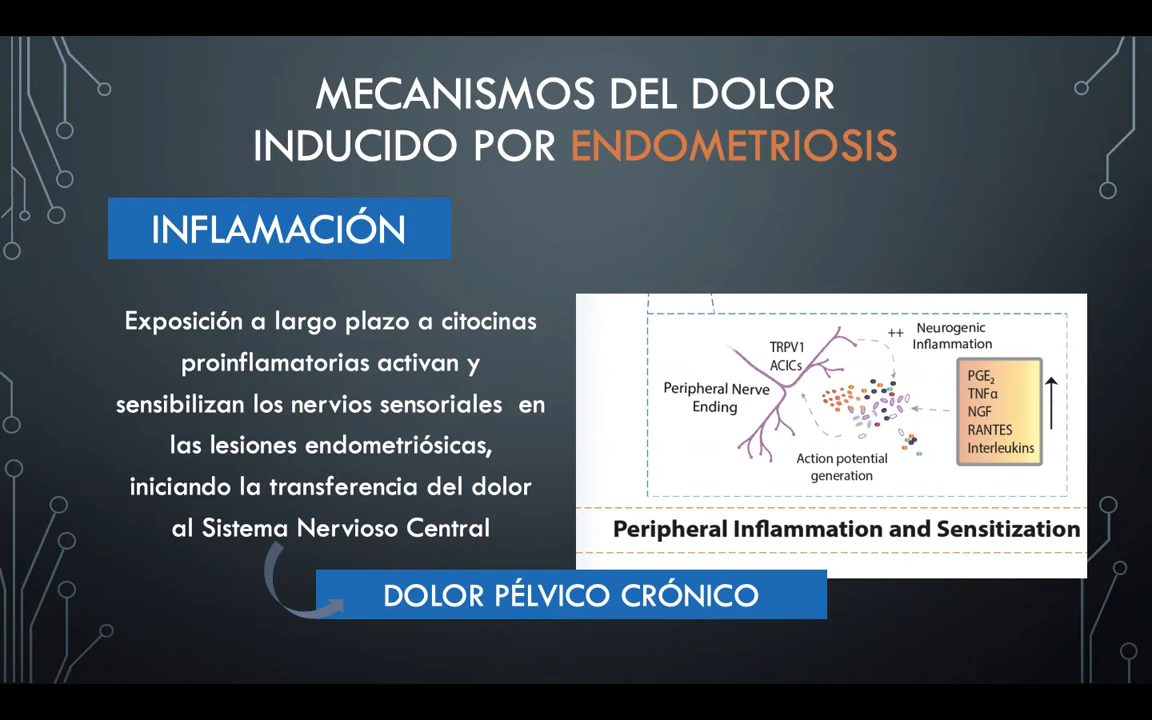 MECANISMOS DEL DOLOR
INDUCIDO POR ENDOMETRIOSIS
INFLAMACIÓN
Exposición a largo plazo a citocinas
proinflamatorias activan y
sensibilizan los nervios sensoriales en
las lesiones endometriósicas,
iniciando la transferencia del dolor
al Sistema Nervioso Central
DOLOR PÉLVICO CRÓNICO
TRPV1
ACICs
++ Neurogenic
Inflammation
Peripheral Nerve
Ending
PGE₂
TNFα
NGF
RANTES
Interleukins
Action potential
generation
Peripheral Inflammation and Sensitization